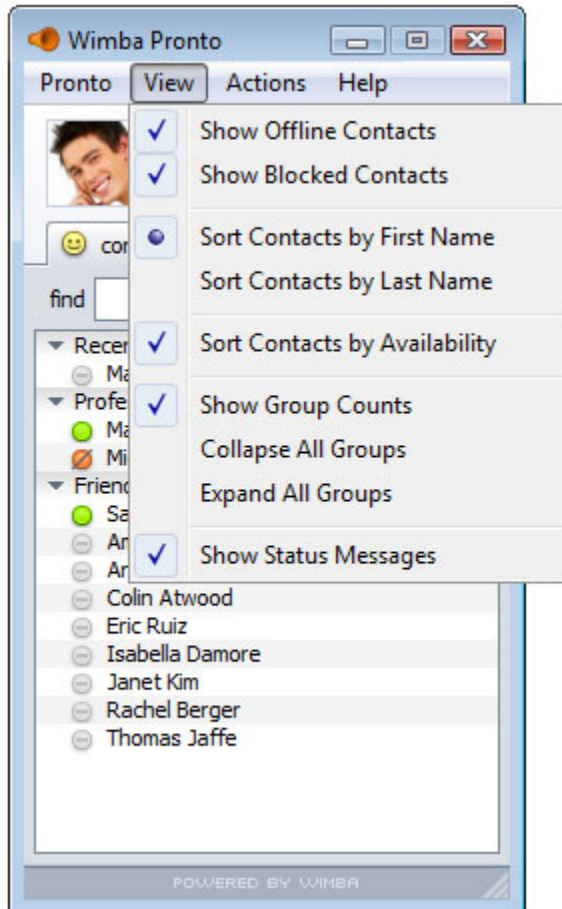 Wimba Pronto
Pronto View Actions Help
Show Offline Contacts
Show Blocked Contacts
Sort Contacts by First Name
Sort Contacts by Last Name
find
Sort Contacts by Availability
Show Group Counts
Collapse All Groups
Expand All Groups
Show Status Messages
Colin Atwood
Eric Ruiz
Isabella Damore
Janet Kim
Rachel Berger
Thomas Jaffe
POWERED BY WIMBA